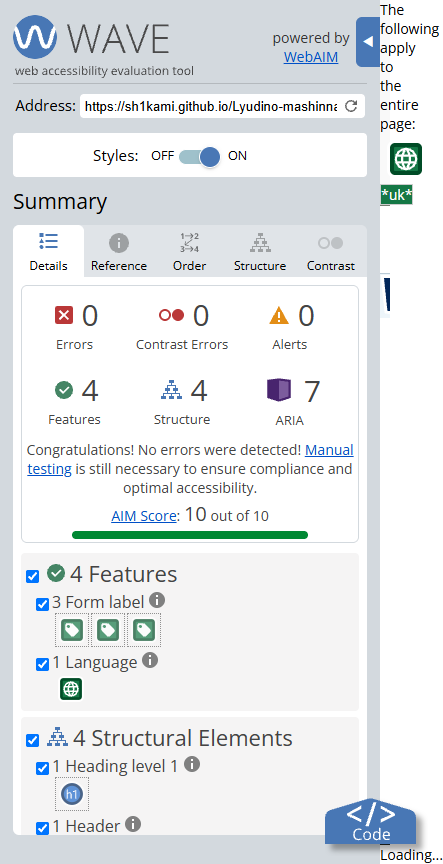 WAVE
web accessibility evaluation tool
powered by
WebAIM
Address: https://sh1kami.github.io/Lyudino-mashinna
Styles: OFF ON
Summary
Details
Reference
Order
Structure
Contrast
0
Errors
0
Contrast Errors
0
Alerts
4
Features
4
Structure
7
ARIA
Congratulations! No errors were detected! Manual
testing is still necessary to ensure compliance and
optimal accessibility.
AIM Score: 10 out of 10
4 Features
3 Form label
1 Language
4 Structural Elements
1 Heading level 1
h1
1 Header
The
following
apply
to
the
entire
page:
*uk*
</>
Code
Loading...